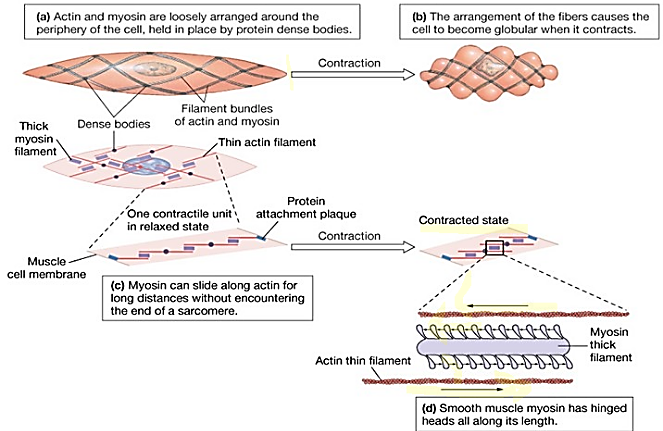 (a) Actin and myosin are loosely arranged around the
periphery of the cell, held in place by protein dense bodies.
(b) The arrangement of the fibers causes the
cell to become globular when it contracts.
Contraction
Dense bodies
Filament bundles
of actin and myosin
Thick
myosin
filament
Thin actin filament
One contractile unit
in relaxed state
Protein
attachment plaque
Muscle
cell membrane
Contraction
Contracted state
(c) Myosin can slide along actin for
long distances without encountering
the end of a sarcomere.
Myosin
thick
filament
Actin thin filament
(d) Smooth muscle myosin has hinged
heads all along its length.